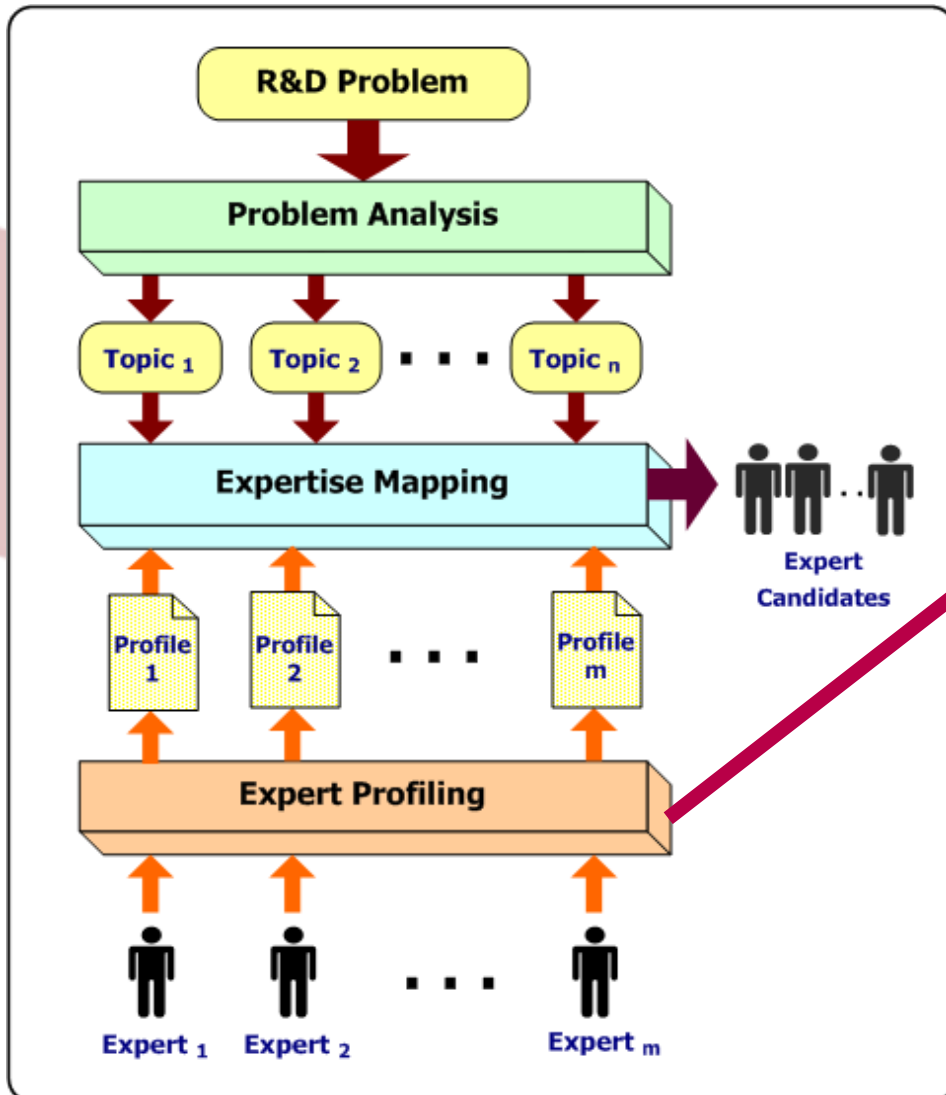 R&D Problem
Problem Analysis
Topic 1
Topic 2
. . .
Topic n
Expertise Mapping
. .
Expert
Candidates
Profile
1
Profile
2
. . .
Profile
m
Expert Profiling
. . .
Expert 1
Expert 2
Expert m